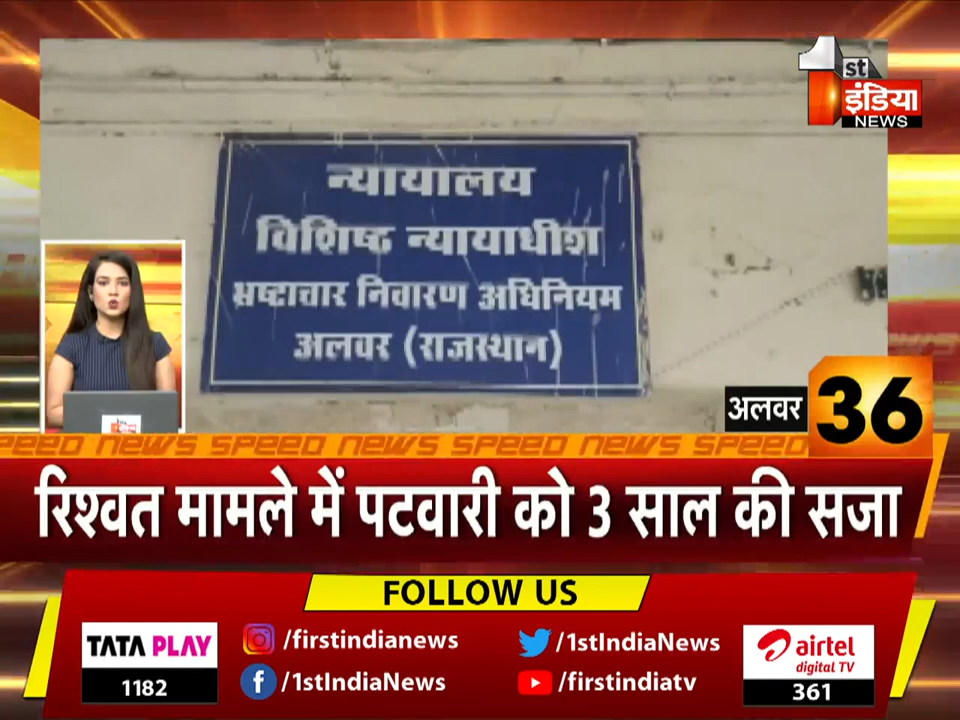 1st
इंडिया
NEWS
न्यायालय
विशिष्ठ न्यायाधीश
भ्रष्टाचार निवारण अधिनियम
अलवर (राजस्थान)
अलवर
36
SPEED NEWS SPEED NEWS SPEED NEWS SPEED
रिश्वत मामले में पटवारी को 3 साल की सजा
FOLLOW US
TATA PLAY
1182
/firstindianews
/1stIndiaNews
/1stIndiaNews
/firstindiatv
airtel
digital TV
361